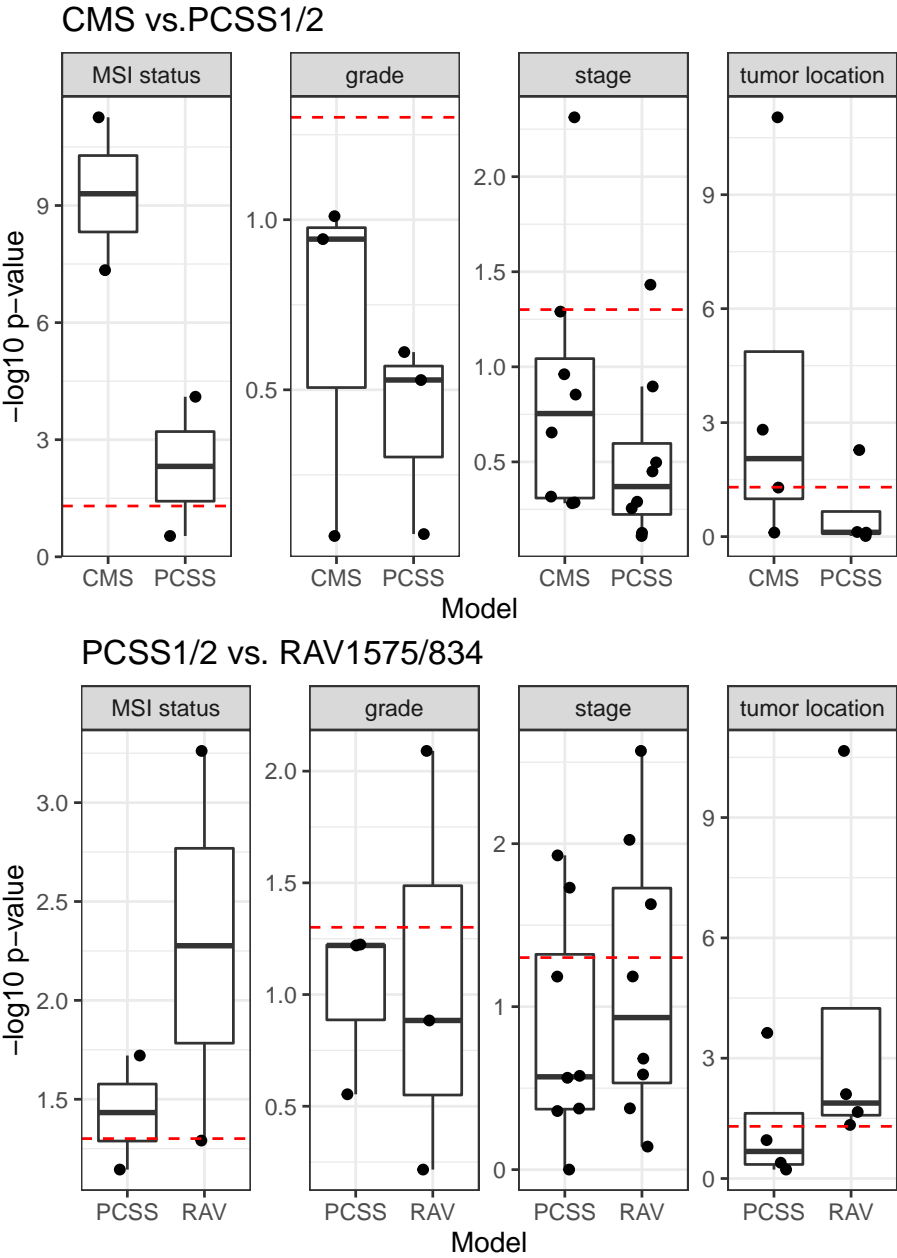 CMS vs.PCSS1/2
MSI status grade stage tumor location
−log10 p−value
0 3 6 9
0.5 1.0
0.5 1.0 1.5 2.0
0 3 6 9
CMS PCSS CMS PCSS CMS PCSS CMS PCSS
Model
PCSS1/2 vs. RAV1575/834
MSI status grade stage tumor location
−log10 p−value
1.5 2.0 2.5 3.0
0.5 1.0 1.5 2.0
0 1 2
0 3 6 9
PCSS RAV PCSS RAV PCSS RAV PCSS RAV
Model